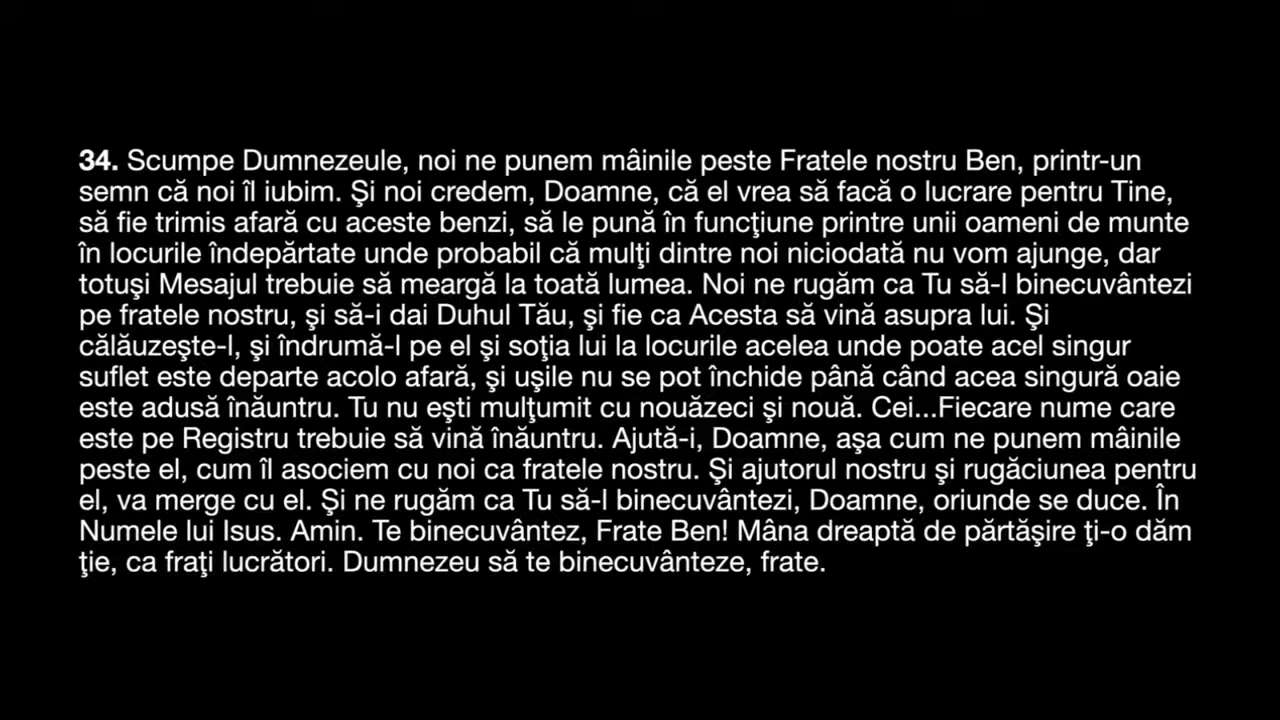 34. Scumpe Dumnezeule, noi ne punem mâinile peste Fratele nostru Ben, printr-un
semn că noi îl iubim. Şi noi credem, Doamne, că el vrea să facă o lucrare pentru Tine,
să fie trimis afară cu aceste benzi, să le pună în funcţiune printre unii oameni de munte
în locurile îndepărtate unde probabil că mulţi dintre noi niciodată nu vom ajunge, dar
totuşi Mesajul trebuie să meargă la toată lumea. Noi ne rugăm ca Tu să-l binecuvântezi
pe fratele nostru, şi să-i dai Duhul Tău, şi fie ca Acesta să vină asupra lui. Şi
călăuzeşte-l, şi îndrumă-l pe el şi soţia lui la locurile acelea unde poate acel singur
suflet este departe acolo afară, şi uşile nu se pot închide până când acea singură oaie
este adusă înăuntru. Tu nu eşti mulţumit cu nouăzeci şi nouă. Cei...Fiecare nume care
este pe Registru trebuie să vină înăuntru. Ajută-i, Doamne, aşa cum ne punem mâinile
peste el, cum îl asociem cu noi ca fratele nostru. Şi ajutorul nostru şi rugăciunea pentru
el, va merge cu el. Şi ne rugăm ca Tu să-l binecuvântezi, Doamne, oriunde se duce. În
Numele lui Isus. Amin. Te binecuvântez, Frate Ben! Mâna dreaptă de părtăşire ţi-o dăm
ţie, ca fraţi lucrători. Dumnezeu să te binecuvânteze, frate.